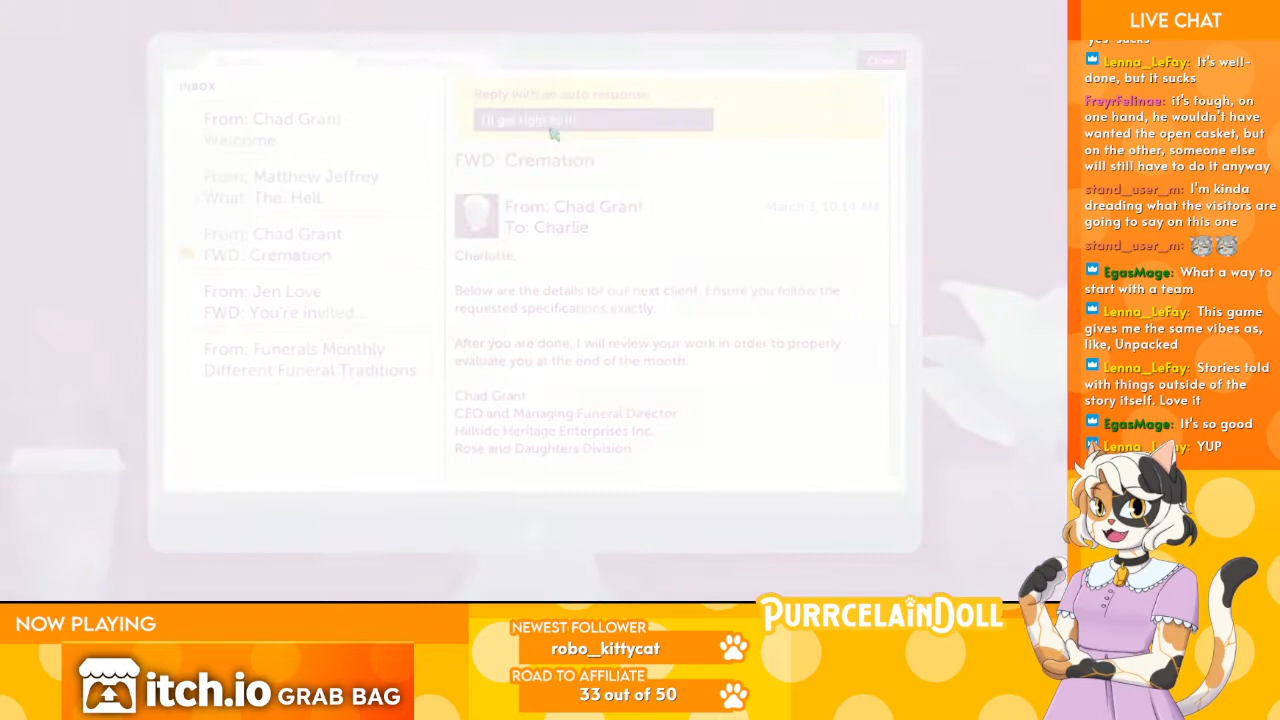 Close
INBOX
From: Chad Grant
Welcome
From: Matthew Jeffrey
What. The. Hell.
From: Chad Grant
FWD: Cremation
From: Jen Love
FWD: You're invited...
From: Funerals Monthly
Different Funeral Traditions
Reply with an auto response
I'll get right to it!
FWD: Cremation
From: Chad Grant
March 3, 10:14 AM
To: Charlie
Charlotte,
Below are the details for our next client. Ensure you follow the
requested specifications exactly.
After you are done, I will review your work in order to properly
evaluate you at the end of the month.
Chad Grant
CEO and Managing Funeral Director
Hillside Heritage Enterprises Inc.
Rose and Daughters Division
LIVE CHAT
yes sucks
Lenna_LeFay: It's well-
done, but it sucks
FreyrFelinae: it's tough, on
one hand, he wouldn't have
wanted the open casket, but
on the other, someone else
will still have to do it anyway
stand_user_m: I'm kinda
dreading what the visitors are
going to say on this one
stand_user_m:
EgasMage: What a way to
start with a team
Lenna_LeFay: This game
gives me the same vibes as,
like, Unpacked
Lenna_LeFay: Stories told
with things outside of the
story itself. Love it
EgasMage: It's so good
Lenna_LeFay: YUP
NOW PLAYING
itch.io GRAB BAG
NEWEST FOLLOWER
robo_kittycat
ROAD TO AFFILIATE
33 out of 50
PURRCELAINDOLL